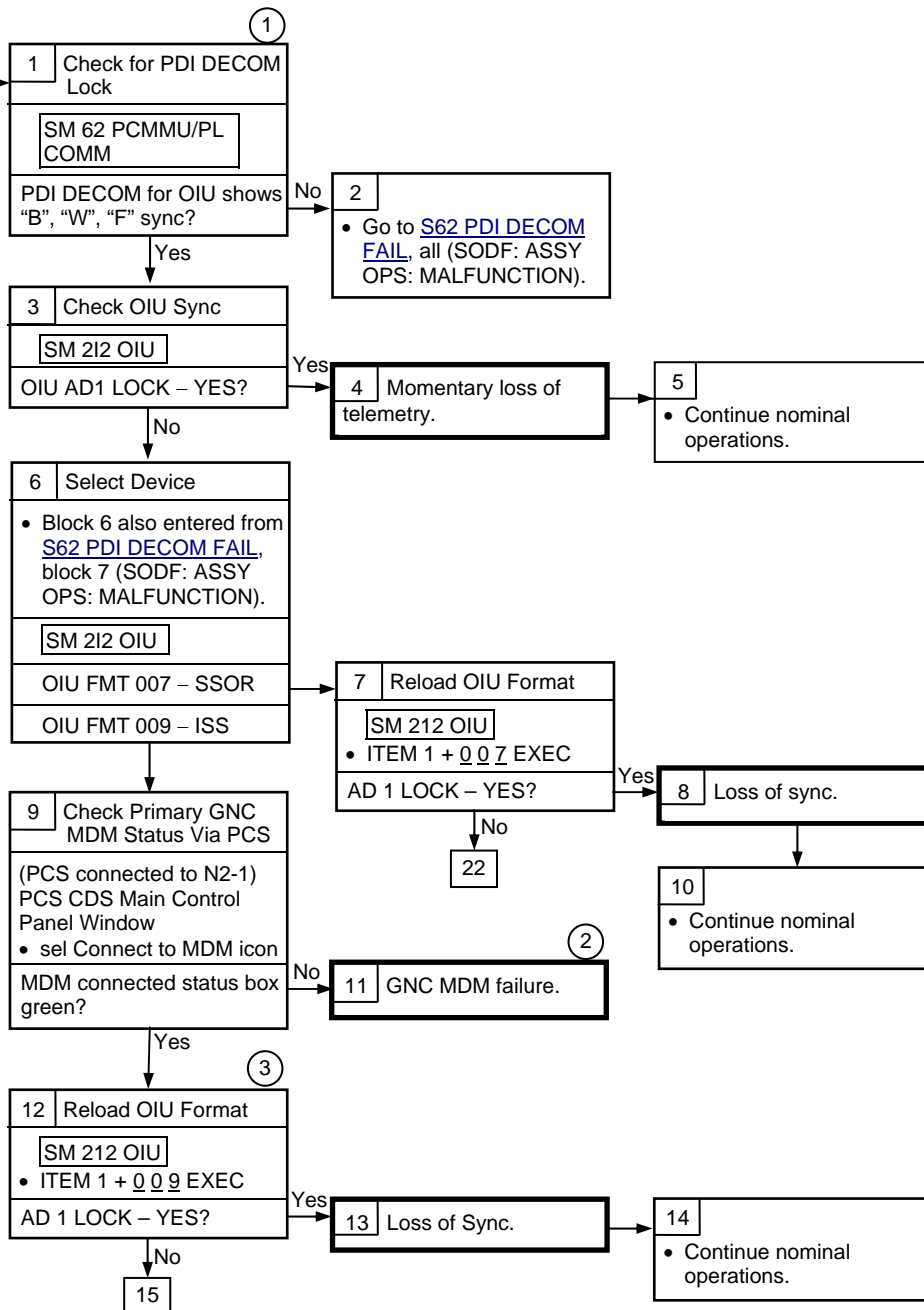 1
1 Check for PDI DECOM
Lock
SM 62 PCMMU/PL
COMM
PDI DECOM for OIU shows
“B”, “W”, “F” sync?
No
Yes
2
• Go to S62 PDI DECOM
FAIL, all (SODF: ASSY
OPS: MALFUNCTION).
3 Check OIU Sync
SM 2I2 OIU
OIU AD1 LOCK – YES?
Yes
No
4 Momentary loss of
telemetry.
5
• Continue nominal
operations.
6 Select Device
• Block 6 also entered from
S62 PDI DECOM FAIL,
block 7 (SODF: ASSY
OPS: MALFUNCTION).
SM 2I2 OIU
OIU FMT 007 – SSOR
OIU FMT 009 – ISS
7 Reload OIU Format
SM 212 OIU
• ITEM 1 + 0 0 7 EXEC
AD 1 LOCK – YES?
Yes
No
22
8 Loss of sync.
10
• Continue nominal
operations.
9 Check Primary GNC
MDM Status Via PCS
(PCS connected to N2-1)
PCS CDS Main Control
Panel Window
• sel Connect to MDM icon
MDM connected status box
green?
No
Yes
2
11 GNC MDM failure.
3
12 Reload OIU Format
SM 212 OIU
• ITEM 1 + 0 0 9 EXEC
AD 1 LOCK – YES?
Yes
No
13 Loss of Sync.
14
• Continue nominal
operations.
15